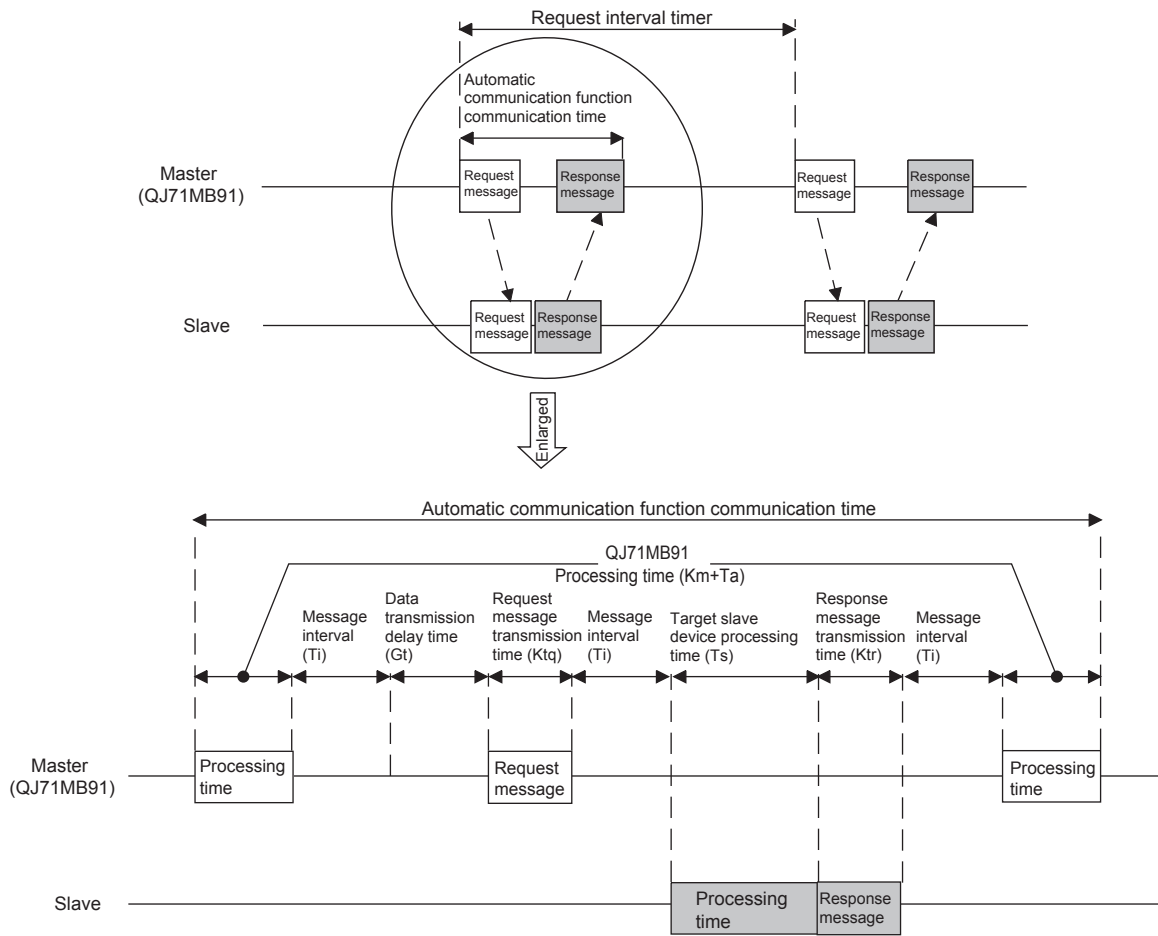 Request interval timer
Automatic
communication function
communication time
Master
(QJ71MB91)
Request
message
Response
message
Request
message
Response
message
Slave
Request
message
Response
message
Request
message
Response
message
Enlarged
Automatic communication function communication time
QJ71MB91
Processing time (Km+Ta)
Message
interval
(Ti)
Data
transmission
delay time
(Gt)
Request
message
transmission
time (Ktq)
Message
interval
(Ti)
Target slave
device processing
time (Ts)
Response
message
transmission
time (Ktr)
Message
interval
(Ti)
Master
(QJ71MB91)
Processing
time
Request
message
Processing
time
Slave
Processing
time
Response
message